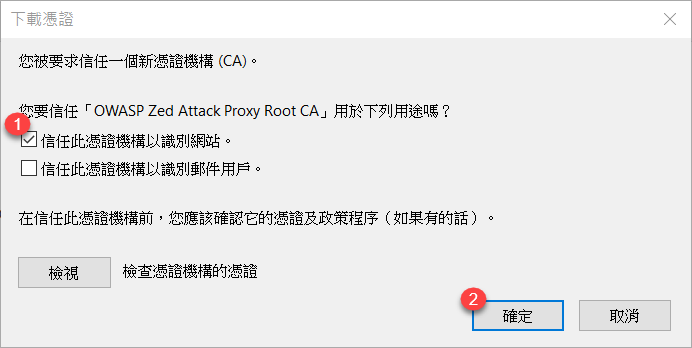 下載憑證
您被要求信任一個新憑證機構 (CA)。
您要信任「OWASP Zed Attack Proxy Root CA」用於下列用途嗎？
1
信任此憑證機構以識別網站。
信任此憑證機構以識別郵件用戶。
在信任此憑證機構前，您應該確認它的憑證及政策程序（如果有的話）。
檢視 檢查憑證機構的憑證
2
確定 取消